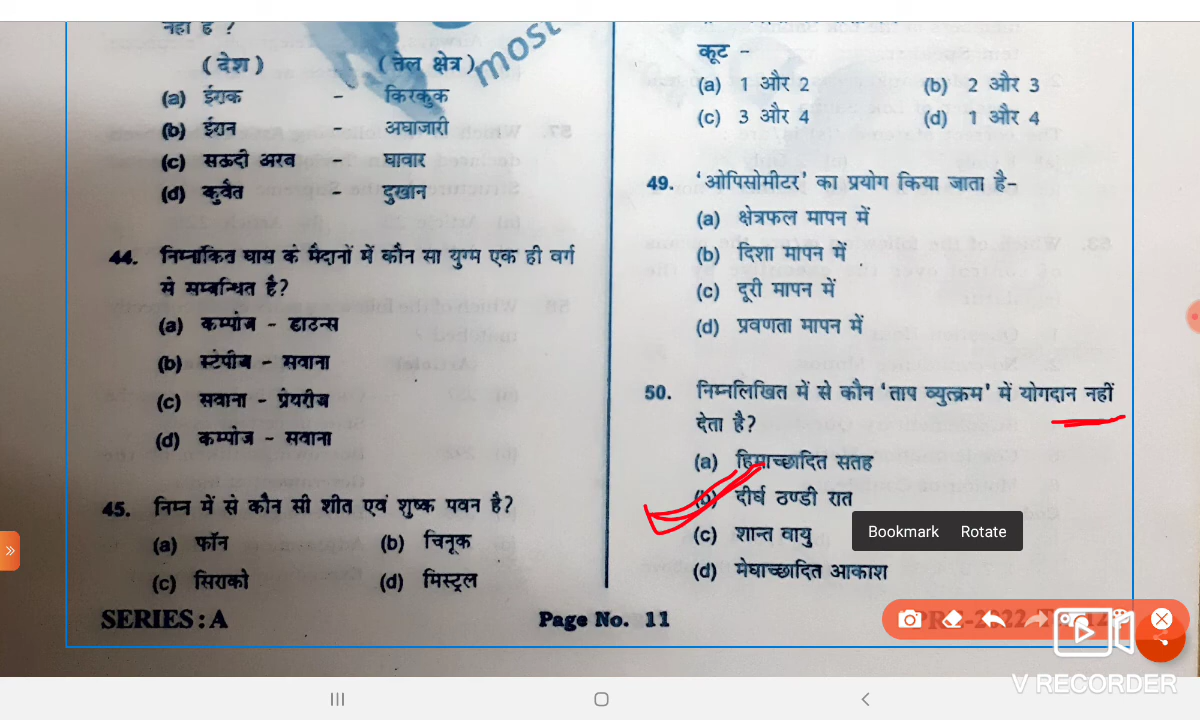 नहीं है ?
(देश) (तेल क्षेत्र)
(a) ईराक - किरकुक
(b) ईरान - अघाजारी
(c) सऊदी अरब - घावार
(d) कुवैत - दुखान
44. निम्नांकित घास के मैदानों में कौन सा युग्म एक ही वर्ग
से सम्बन्धित है?
(a) कम्पोज - डाटन्स
(b) स्टेपीज - सवाना
(c) सवाना - प्रेयरीज
(d) कम्पोज - सवाना
45. निम्न में से कौन सी शीत एवं शुष्क पवन है?
(a) फॉन (b) चिनूक
(c) सिराको (d) मिस्ट्रल
SERIES : A
Page No. 11
most
कूट -
(a) 1 और 2 (b) 2 और 3
(c) 3 और 4 (d) 1 और 4
49. 'ओपिसोमीटर' का प्रयोग किया जाता है-
(a) क्षेत्रफल मापन में
(b) दिशा मापन में
(c) दूरी मापन में
(d) प्रवणता मापन में
50. निम्नलिखित में से कौन 'ताप व्युत्क्रम' में योगदान नहीं
देता है?
(a) हिमाच्छादित सतह
(b) दीर्घ ठण्डी रात
(c) शान्त वायु
(d) मेघाच्छादित आकाश
Bookmark Rotate
V RECORDER